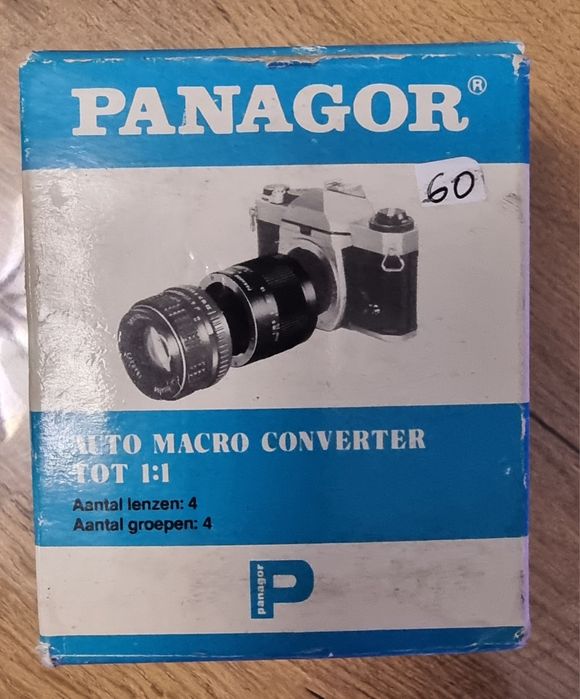 PANAGOR®
60
AUTO MACRO CONVERTER
TOT 1:1
Aantal lenzen: 4
Aantal groepen: 4
panagor
P